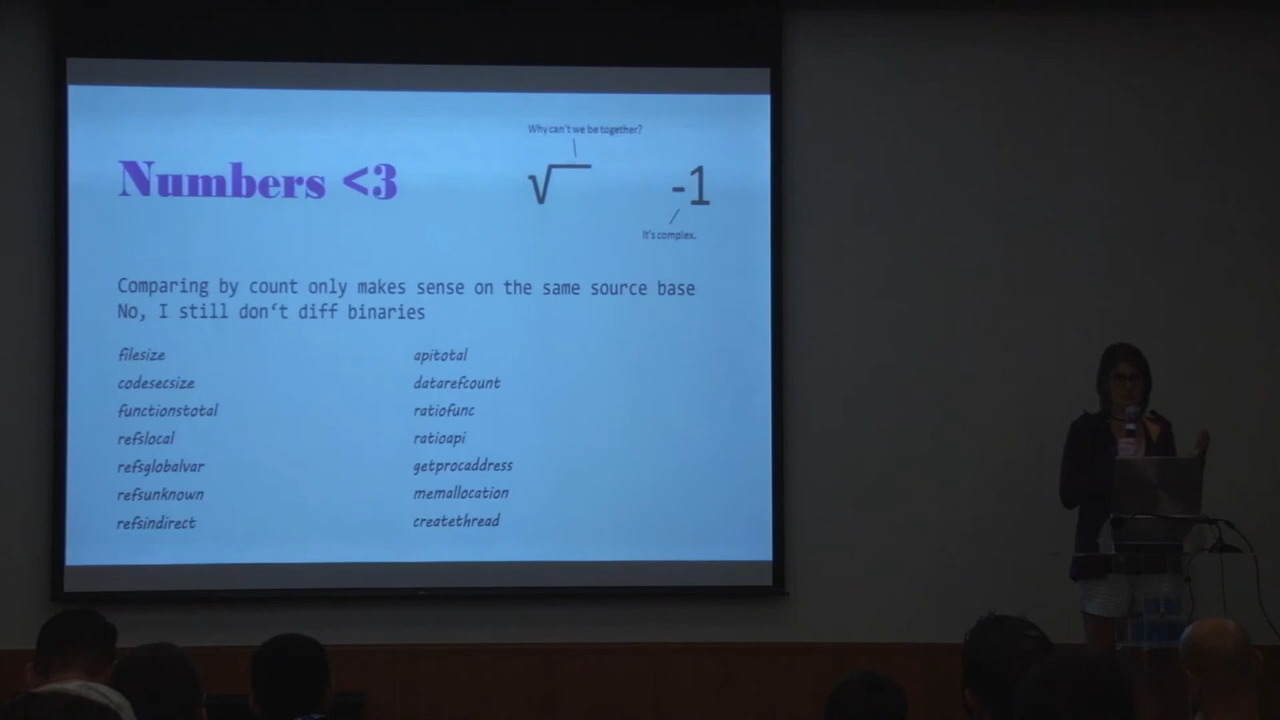 Why can't we be together?
Numbers <3
√ -1
It's complex.
Comparing by count only makes sense on the same source base
No, I still don‘t diff binaries
filesize
codesecsize
functionstotal
refslocal
refsglobalvar
refsunknown
refsindirect
apitotal
datarefcount
ratiofunc
ratioapi
getprocaddress
memallocation
createthread